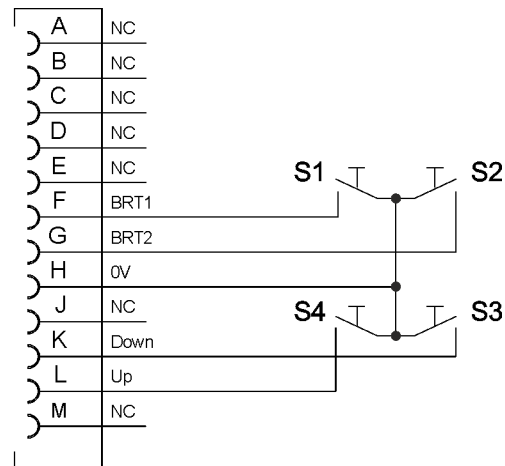 A NC
B NC
C NC
D NC
E NC
S1 S2
F BRT1
G BRT2
H 0V
J NC
S4 S3
K Down
L Up
M NC